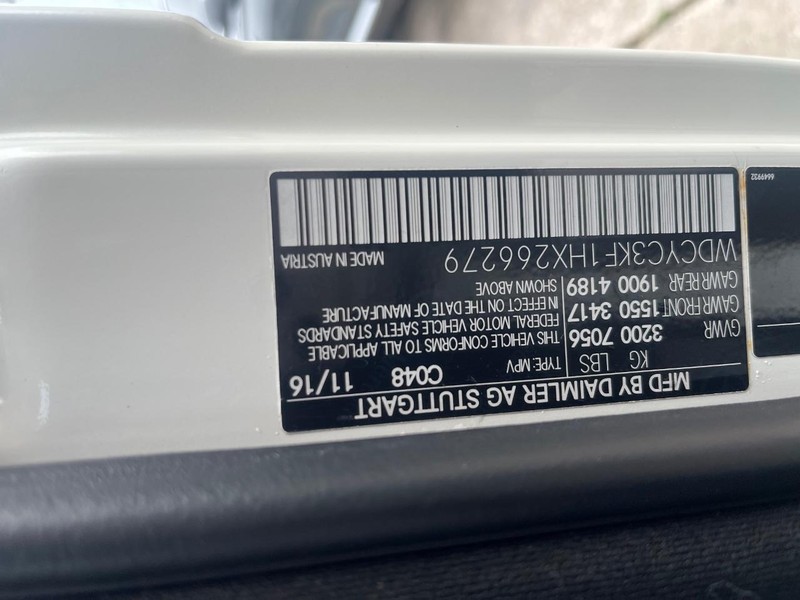 MFD BY DAIMLER AG STUTTGART
KG LBS TYPE: MPV C048 11/16
GVWR 3200 7056
GAWR FRONT 1550 3417
GAWR REAR 1900 4189
THIS VEHICLE CONFORMS TO ALL APPLICABLE
FEDERAL MOTOR VEHICLE SAFETY STANDARDS
IN EFFECT ON THE DATE OF MANUFACTURE
SHOWN ABOVE
WDCYC3KF1HX266279 MADE IN AUSTRIA
6649932